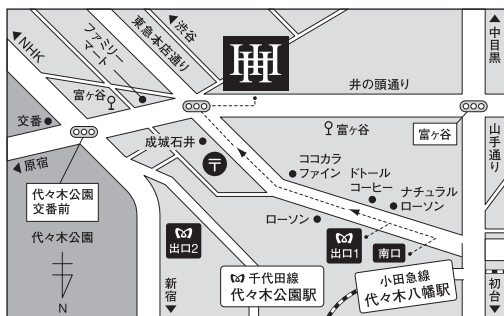 渋谷
東急本店通り
NHK
ファミリー
マート
中目黒
HH
井の頭通り
富ヶ谷
交番
富ヶ谷
富ヶ谷
山手通り
成城石井
〒
原宿
ココカラ
ファイン
ドトール
コーヒー
ナチュラル
ローソン
代々木公園
交番前
ローソン
代々木公園
出口2
出口1
南口
千代田線
代々木公園駅
小田急線
代々木八幡駅
新宿
初台
N